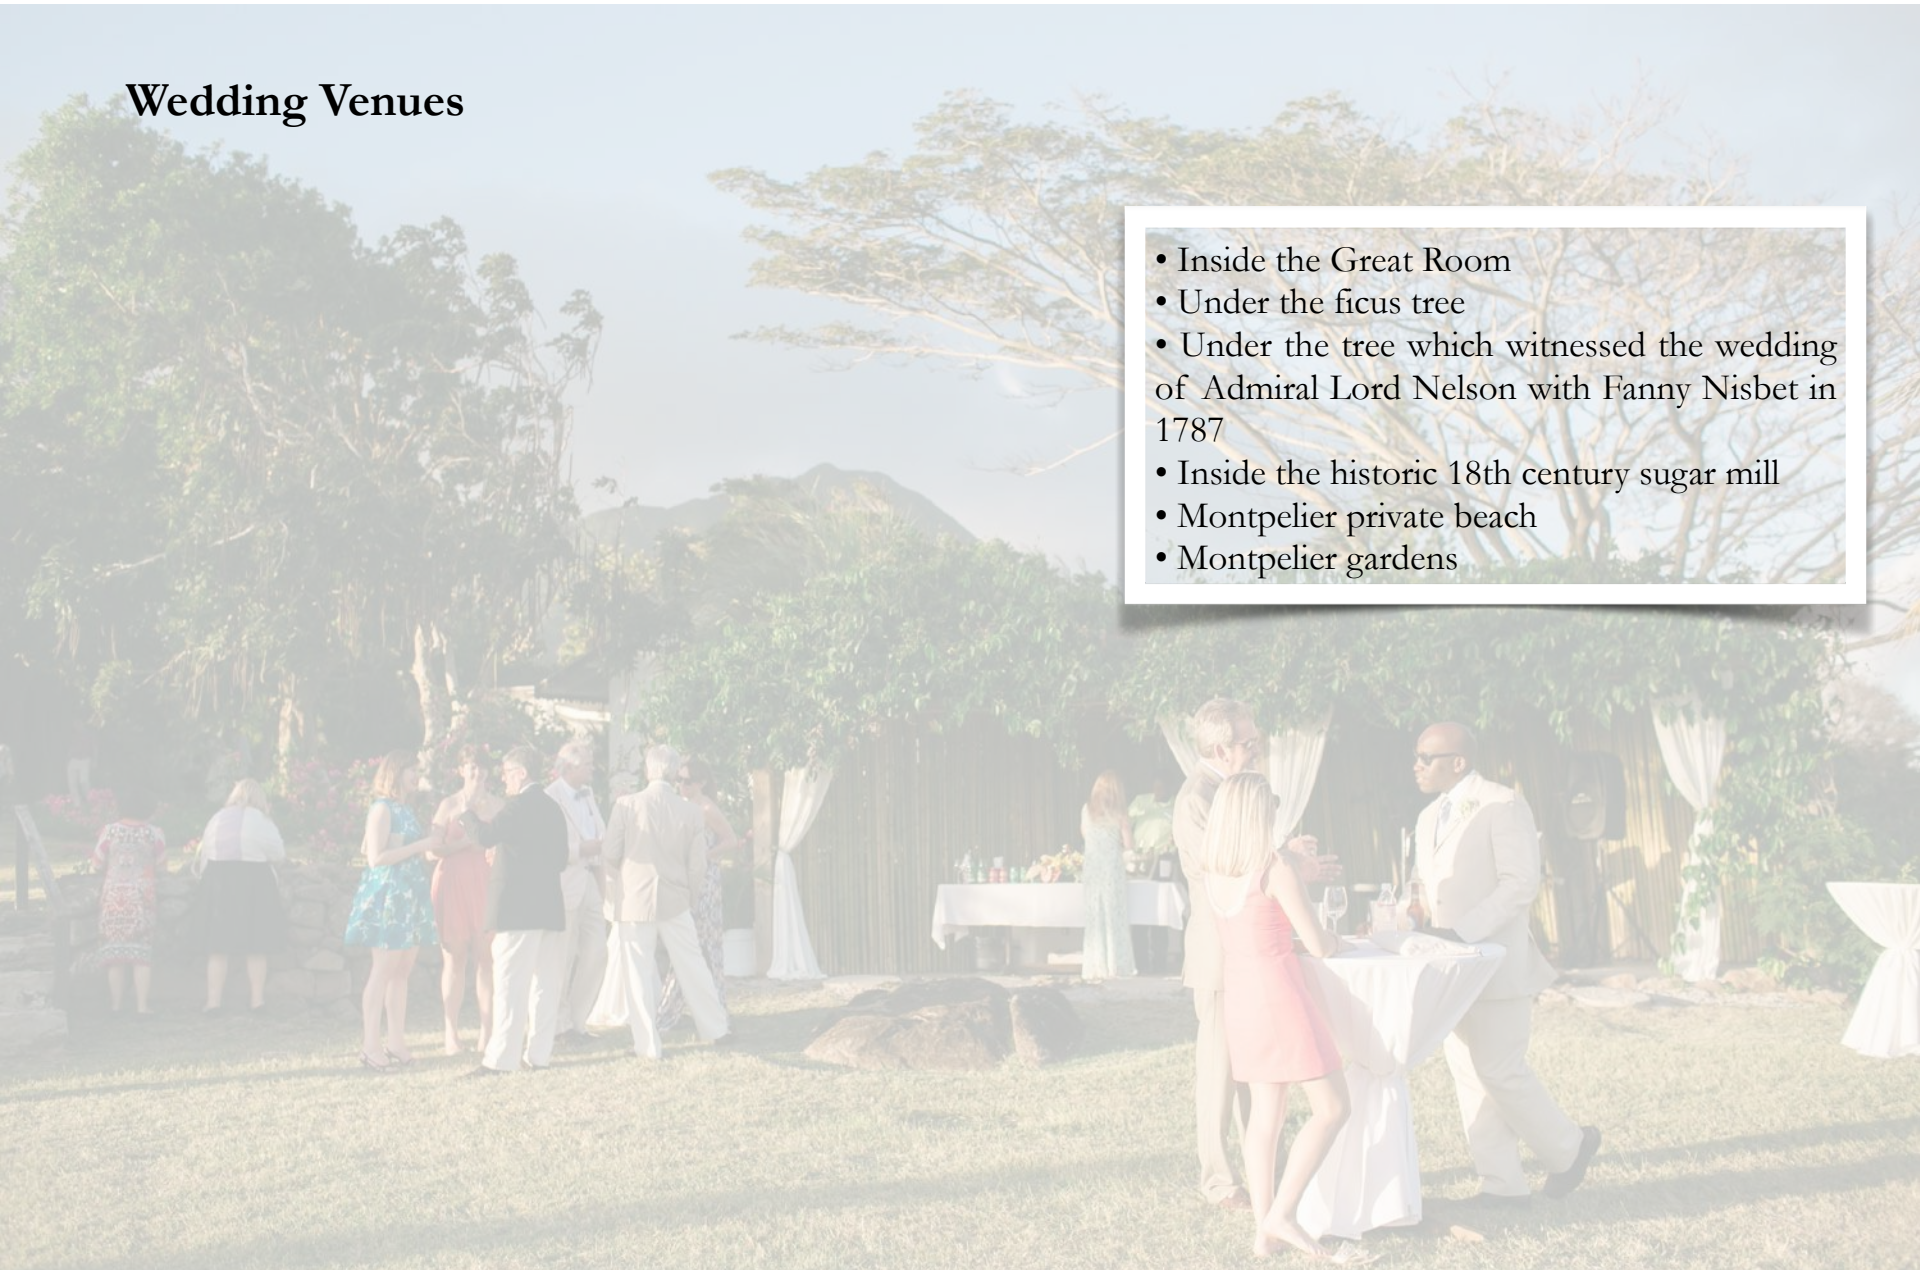 Wedding Venues
• Inside the Great Room
• Under the ficus tree
• Under the tree which witnessed the wedding
of Admiral Lord Nelson with Fanny Nisbet in
1787
• Inside the historic 18th century sugar mill
• Montpelier private beach
• Montpelier gardens